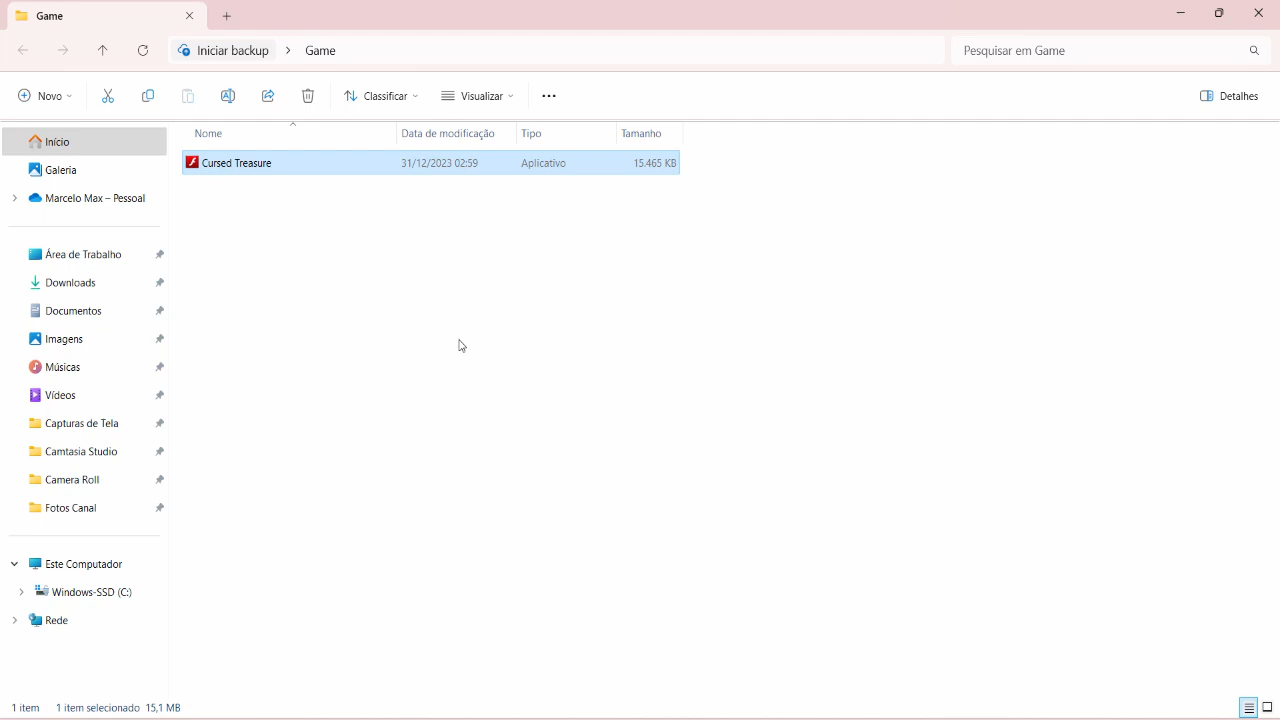 Game
Iniciar backup > Game
Pesquisar em Game
Novo
Classificar
Visualizar
Detalhes
Nome Data de modificação Tipo Tamanho
Cursed Treasure 31/12/2023 02:59 Aplicativo 15.465 KB
Início
Galeria
Marcelo Max – Pessoal
Área de Trabalho
Downloads
Documentos
Imagens
Músicas
Vídeos
Capturas de Tela
Camtasia Studio
Camera Roll
Fotos Canal
Este Computador
Windows-SSD (C:)
Rede
1 item 1 item selecionado 15,1 MB